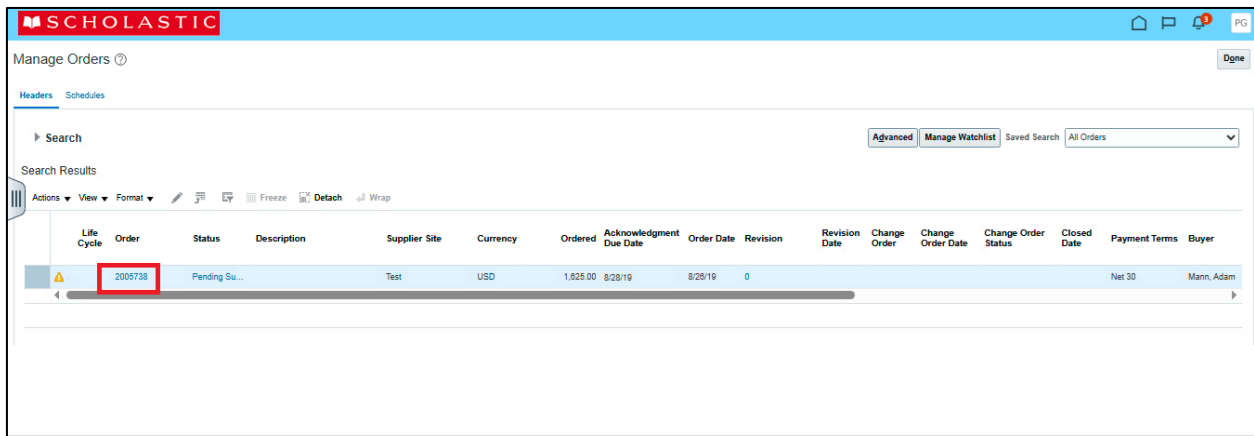 SCHOLASTIC
3
PG
Manage Orders
Done
Headers Schedules
Search
Advanced Manage Watchlist Saved Search All Orders
Search Results
Actions View Format Freeze Detach Wrap
Life Cycle Order Status Description Supplier Site Currency Ordered Acknowledgment Due Date Order Date Revision Revision Date Change Order Change Order Date Change Order Status Closed Date Payment Terms Buyer
2005738 Pending Su... Test USD 1,625.00 8/28/19 8/26/19 0 Net 30 Mann, Adam